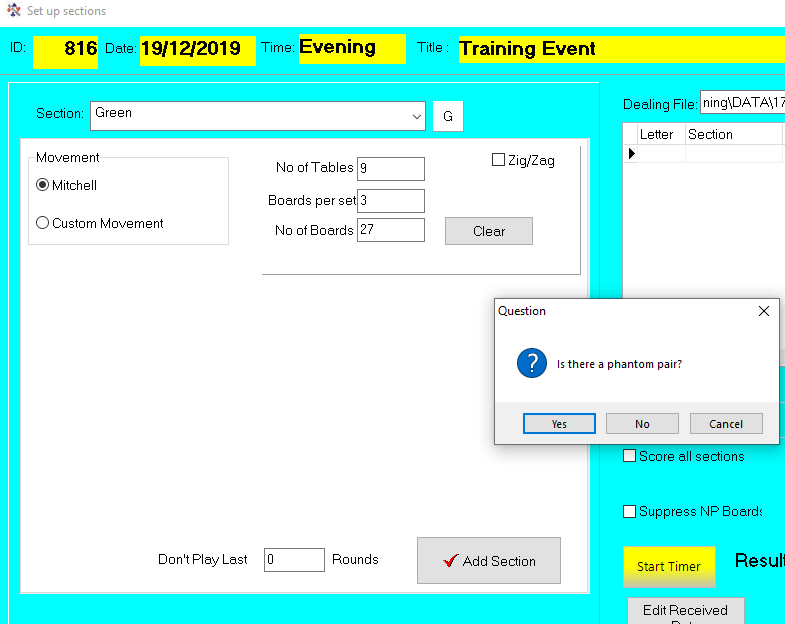 Set up sections
ID: 816 Date: 19/12/2019 Time: Evening Title : Training Event
Section: Green G
Dealing File: ning\DATA\17
Letter Section
Movement
Mitchell
Custom Movement
No of Tables 9
Zig/Zag
Boards per set 3
No of Boards 27
Clear
Question
Is there a phantom pair?
Yes No Cancel
Score all sections
Suppress NP Boards
Don't Play Last 0 Rounds
Add Section
Start Timer
Result
Edit Received